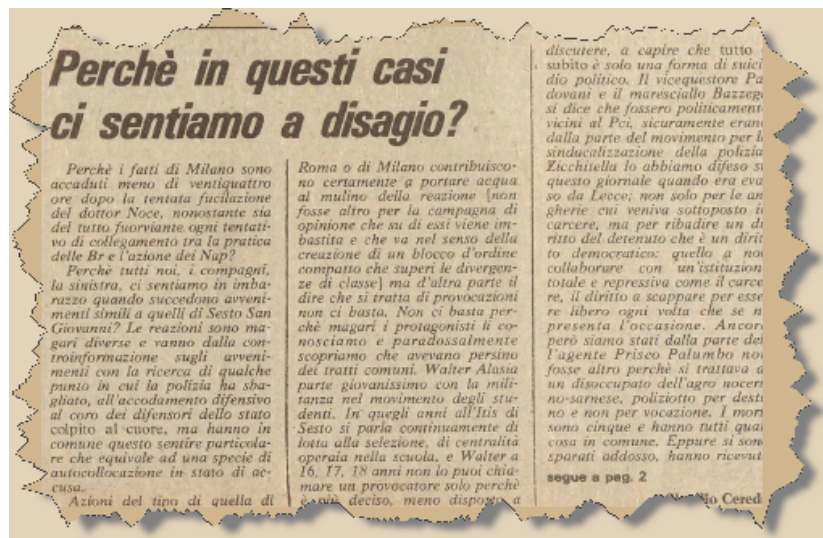 Perchè in questi casi
ci sentiamo a disagio?
Perchè i fatti di Milano sono
accaduti meno di ventiquattro
ore dopo la tentata fucilazione
del dottor Noce, nonostante sia
del tutto fuorviante ogni tentati-
vo di collegamento tra la pratica
delle Br e l'azione dei Nap?
Perchè tutti noi, i compagni,
la sinistra, ci sentiamo in imba-
razzo quando succedono avveni-
menti simili a quelli di Sesto San
Giovanni? Le reazioni sono ma-
gari diverse e vanno dalla con-
troinformazione sugli avveni-
menti con la ricerca di qualche
punto in cui la polizia ha sba-
gliato, all'accodamento difensivo
al coro dei difensori dello stato
colpito al cuore, ma hanno in
comune questo sentire particola-
re che equivale ad una specie di
autocollocazione in stato di ac-
cusa.
Azioni del tipo di quella di
Roma o di Milano contribuisco-
no certamente a portare acqua
al mulino della reazione [non
fosse altro per la campagna di
opinione che su di essi viene im-
bastita e che va nel senso della
creazione di un blocco d'ordine
compatto che superi le divergen-
ze di classe] ma d'altra parte il
dire che si tratta di provocazioni
non ci basta. Non ci basta per-
chè magari i protagonisti li co-
nosciamo e paradossalmente
scopriamo che avevano persino
dei tratti comuni. Walter Alasia
parte giovanissimo con la mili-
tanza nel movimento degli stu-
denti. In quegli anni all'Itis di
Sesto si parla continuamente di
lotta alla selezione, di centralità
operaia nella scuola, e Walter a
16, 17, 18 anni non lo puoi chia-
mare un provocatore solo perchè
è più deciso, meno disposto a
discutere, a capire che tutto
subito è solo una forma di suici
dio politico. Il vicequestore Pa
dovani e il maresciallo Bazzega
si dice che fossero politicament
vicini al Pci, sicuramente eran
dalla parte del movimento per l
sindacalizzazione della polizia
Zicchitella lo abbiamo difeso s
questo giornale quando era eva
so da Lecce; non solo per le an
gherie cui veniva sottoposto i
carcere, ma per ribadire un di
ritto del detenuto che è un dirit
to democratico: quello a no
collaborare con un'istituzion
totale e repressiva come il carce
re, il diritto a scappare per esse
re libero ogni volta che se n
presenta l'occasione. Ancor
però siamo stati dalla parte del
l'agente Prisco Palumbo no
fosse altro perchè si trattava d
un disoccupato dell'agro nocer
no-sarnese, poliziotto per desti
no e non per vocazione. I mor
sono cinque e hanno tutti qual
cosa in comune. Eppure si son
sparati addosso, hanno ricevut
segue a pag. 2
Cered